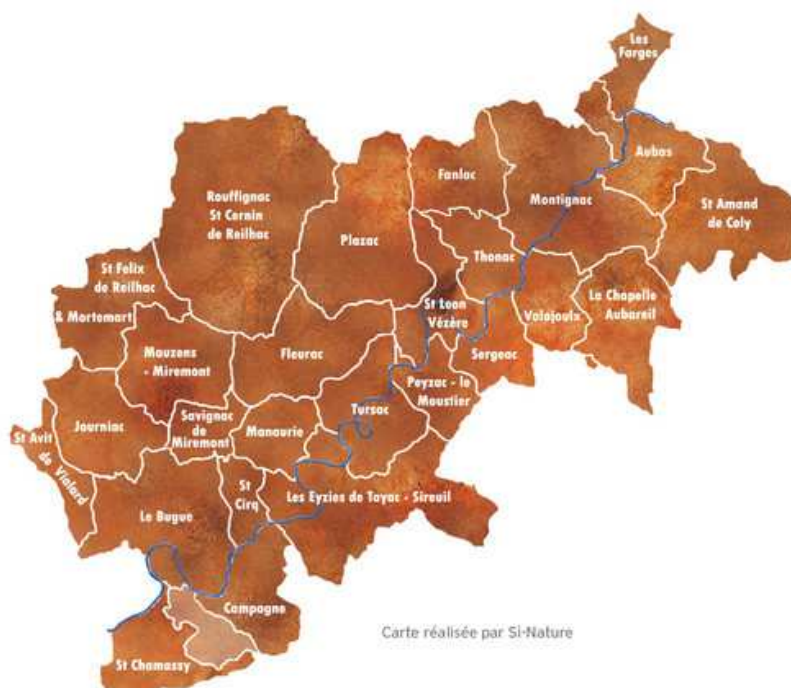 Les
Farges
Aubas
Fanlac
Montignac
St Amand
de Coly
Rouffignac
St Cernin
de Reilhac
Plazac
Thonac
St Felix
de Reilhac
& Mortemart
St Leon
Vézère
Valojoulx
La Chapelle
Aubareil
Mauzens
- Miremont
Fleurac
Sergeac
Peyzac - le
Moustier
Journiac
Savignac
de
Miremont
Manaurie
Tursac
St Avit
de Vialard
Le Bugue
St
Cirq
Les Eyzies de Tayac - Sireuil
Campagne
St Chamassy
Carte réalisée par Si-Nature